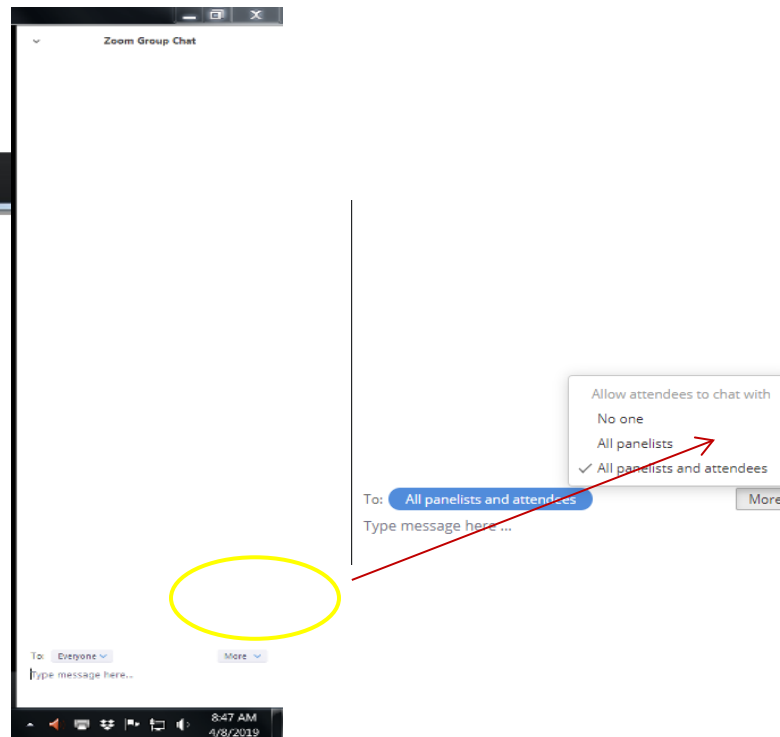 Zoom Group Chat
To: Everyone
More
Type message here...
8:47 AM
4/8/2019
Allow attendees to chat with
No one
All panelists
All panelists and attendees
To: All panelists and attendees
More
Type message here ...